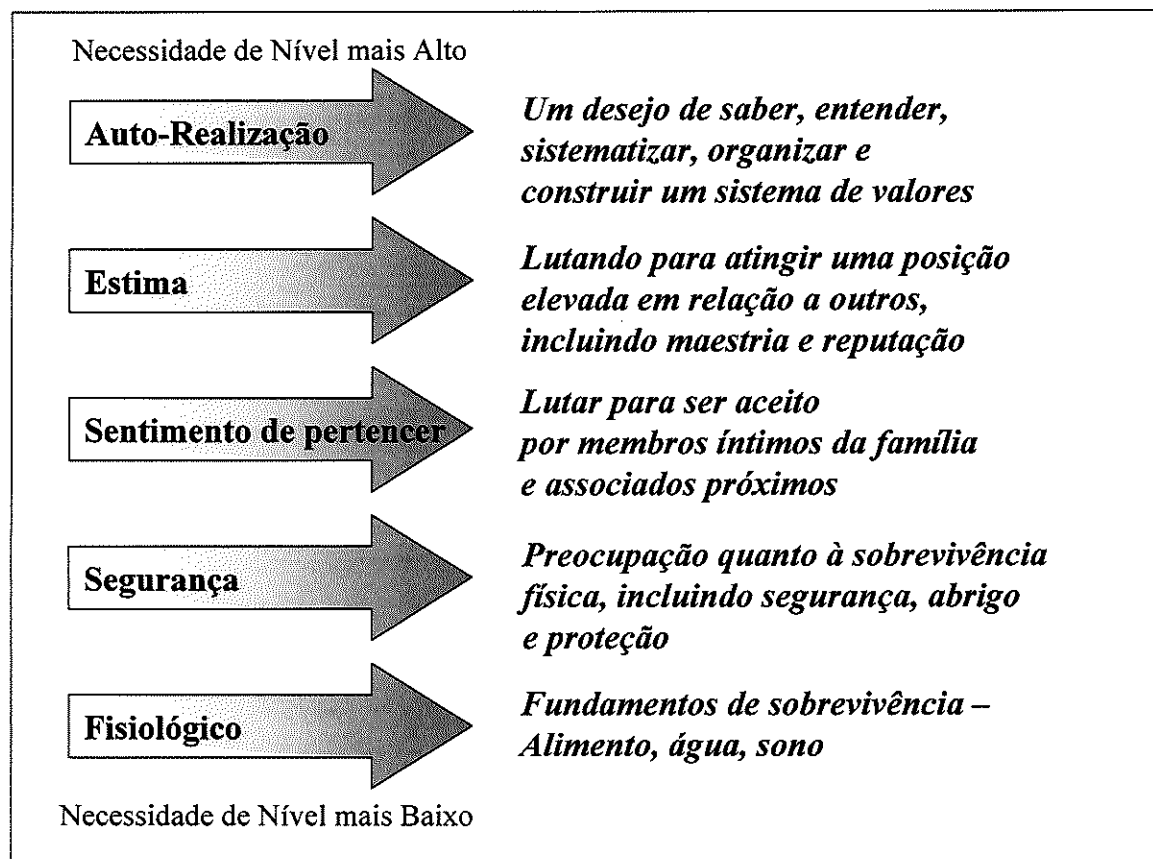 Necessidade de Nível mais Alto
Auto-Realização
Um desejo de saber, entender,
sistematizar, organizar e
construir um sistema de valores
Estima
Lutando para atingir uma posição
elevada em relação a outros,
incluindo maestria e reputação
Sentimento de pertencer
Lutar para ser aceito
por membros íntimos da família
e associados próximos
Segurança
Preocupação quanto à sobrevivência
física, incluindo segurança, abrigo
e proteção
Fisiológico
Fundamentos de sobrevivência –
Alimento, água, sono
Necessidade de Nível mais Baixo